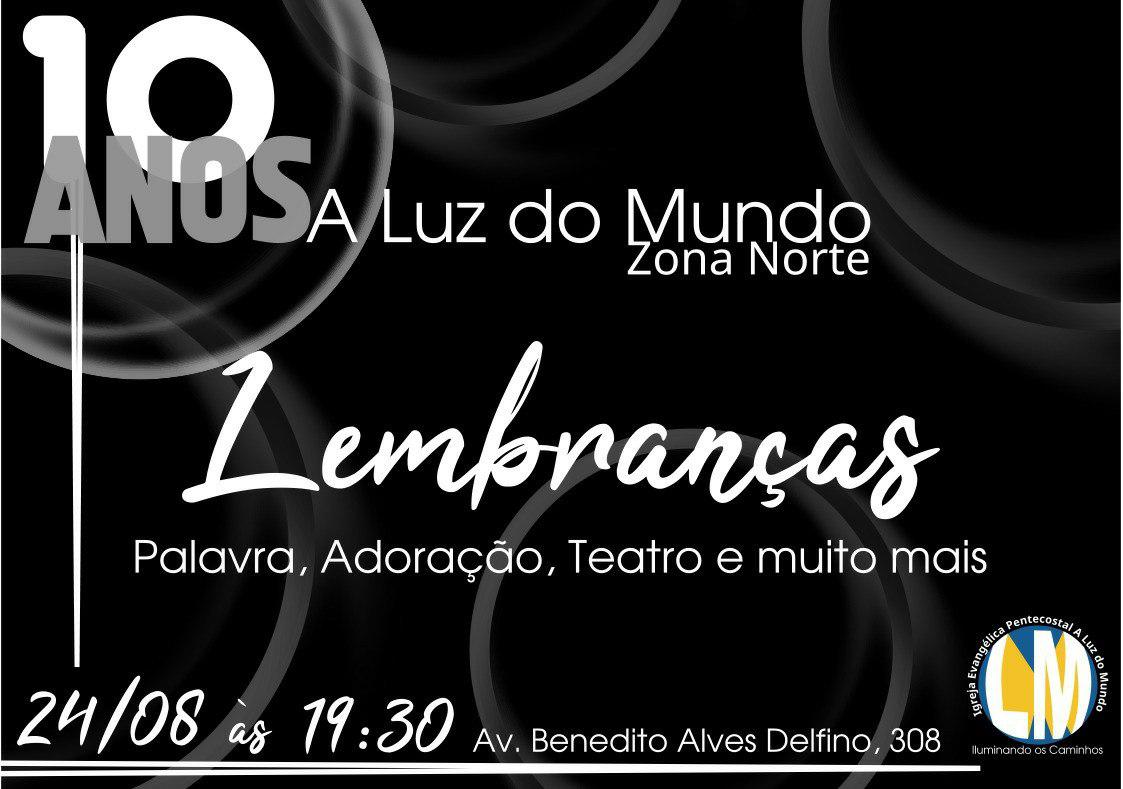 10
ANOS
A Luz do Mundo
Zona Norte
Lembranças
Palavra, Adoração, Teatro e muito mais
24/08 às 19:30 Av. Benedito Alves Delfino, 308
Igreja Evangélica Pentecostal A Luz do Mundo
LM
Iluminando os Caminhos